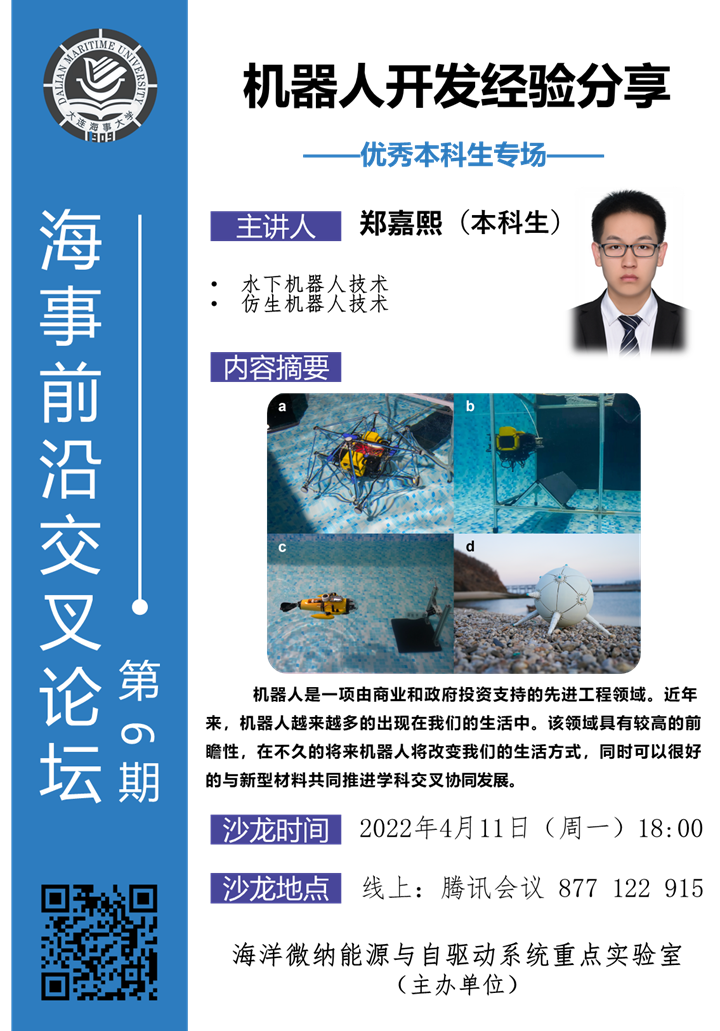 DALIAN MARITIME UNIVERSITY
大连海事大学
1909
海事前沿交叉论坛
第6期
机器人开发经验分享
——优秀本科生专场——
主讲人 郑嘉熙（本科生）
• 水下机器人技术
• 仿生机器人技术
内容摘要
a b
c d
机器人是一项由商业和政府投资支持的先进工程领域。近年
来，机器人越来越多的出现在我们的生活中。该领域具有较高的前
瞻性，在不久的将来机器人将改变我们的生活方式，同时可以很好
的与新型材料共同推进学科交叉协同发展。
沙龙时间 2022年4月11日（周一）18:00
沙龙地点 线上：腾讯会议 877 122 915
海洋微纳能源与自驱动系统重点实验室
（主办单位）